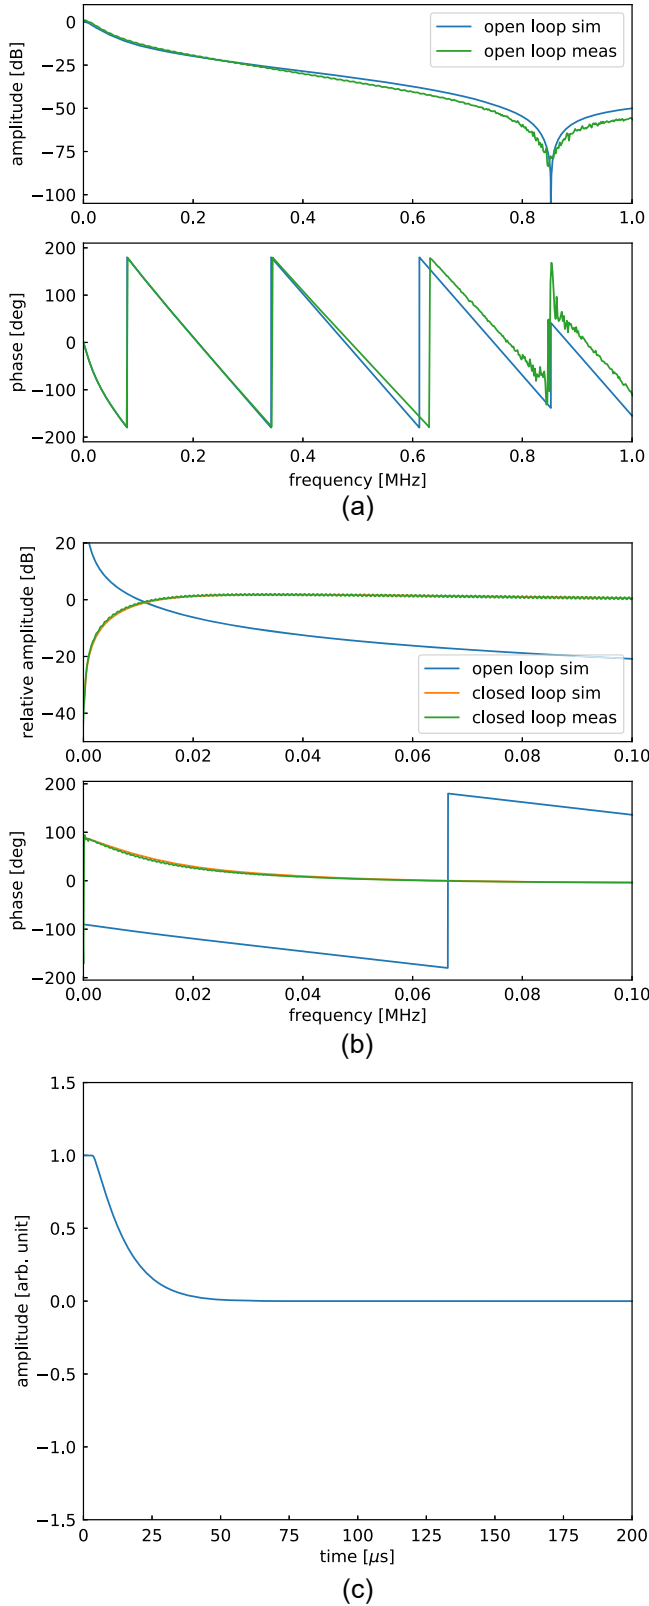 0
−25
−50
−75
−100
amplitude [dB]
open loop sim
open loop meas
0.0 0.2 0.4 0.6 0.8 1.0
200
100
0
−100
−200
phase [deg]
0.0 0.2 0.4 0.6 0.8 1.0
frequency [MHz]
(a)
20
0
−20
−40
relative amplitude [dB]
open loop sim
closed loop sim
closed loop meas
0.00 0.02 0.04 0.06 0.08 0.10
200
100
0
−100
−200
phase [deg]
0.00 0.02 0.04 0.06 0.08 0.10
frequency [MHz]
(b)
1.5
1.0
0.5
0.0
−0.5
−1.0
−1.5
amplitude [arb. unit]
0 25 50 75 100 125 150 175 200
time [μs]
(c)